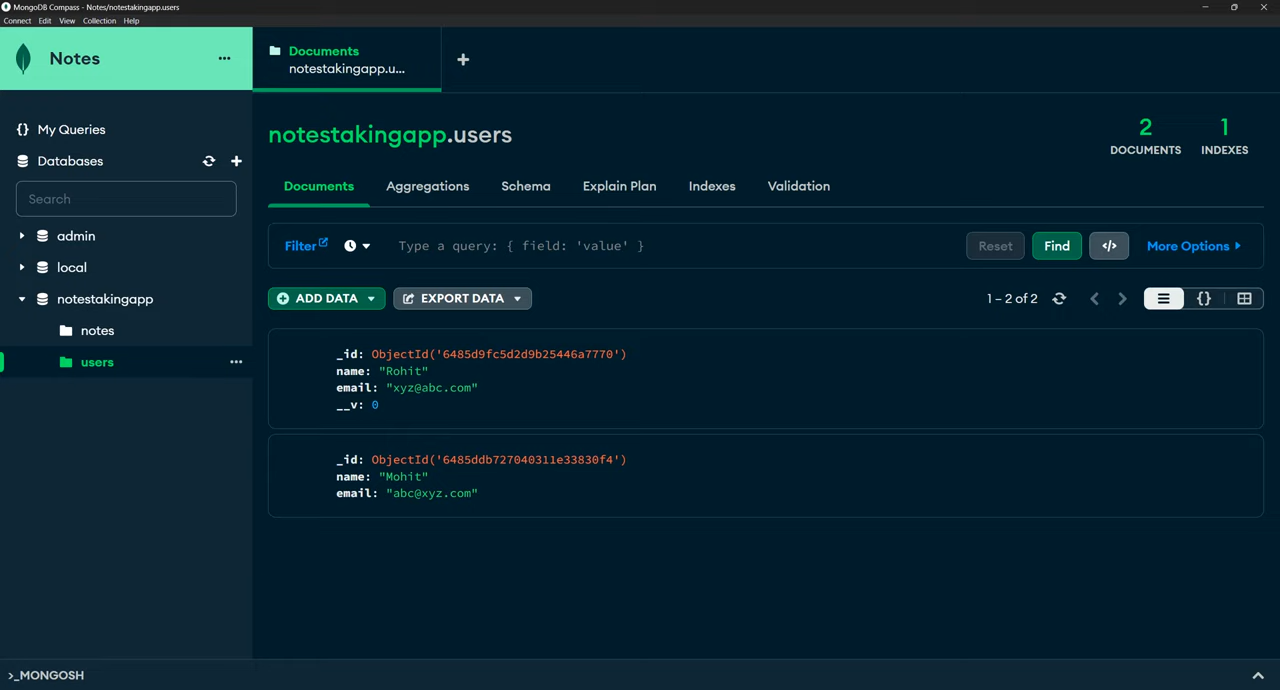 MongoDB Compass - Notes/notestakingapp.users
Connect Edit View Collection Help
Notes
My Queries
Databases
Search
admin
local
notestakingapp
notes
users
Documents
notestakingapp.u...
notestakingapp.users
2
DOCUMENTS
1
INDEXES
Documents Aggregations Schema Explain Plan Indexes Validation
Filter Type a query: { field: 'value' } Reset Find </> More Options
ADD DATA EXPORT DATA 1 – 2 of 2 {}
_id: ObjectId('6485d9fc5d2d9b25446a7770')
name: "Rohit"
email: "xyz@abc.com"
__v: 0
_id: ObjectId('6485ddb727040311e33830f4')
name: "Mohit"
email: "abc@xyz.com"
>_MONGOSH